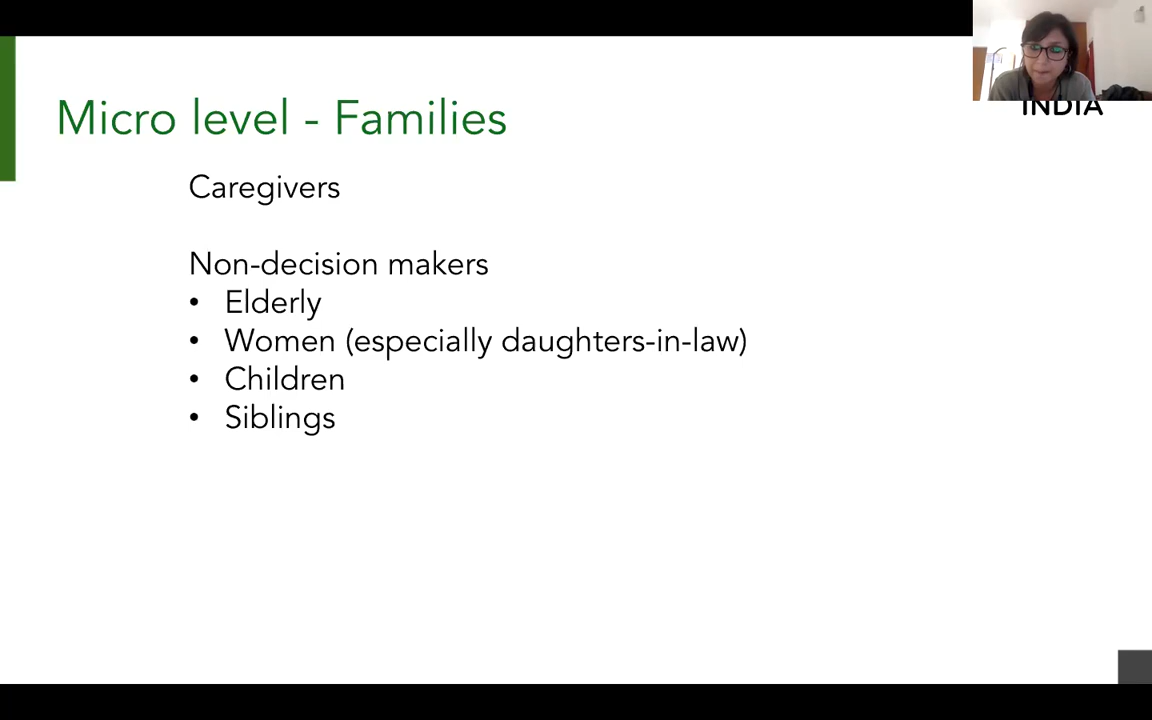 INDIA
Micro level - Families
Caregivers
Non-decision makers
• Elderly
• Women (especially daughters-in-law)
• Children
• Siblings